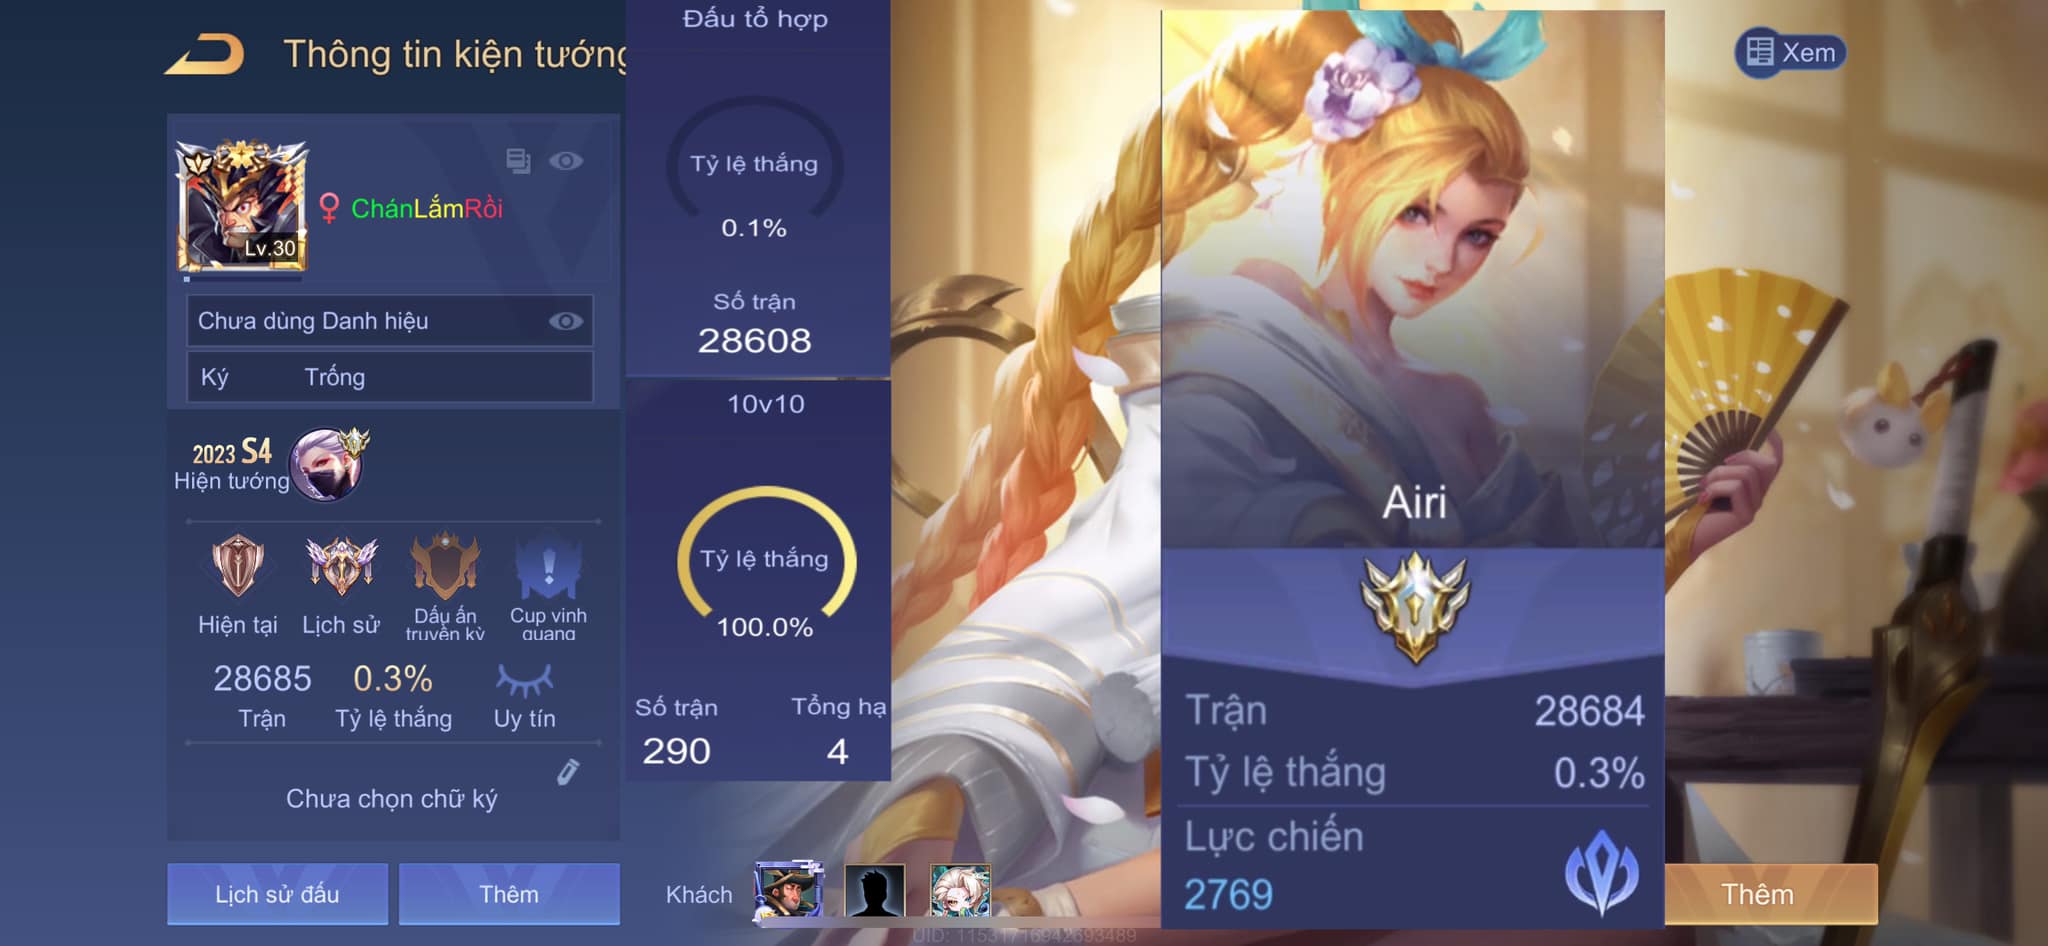 Thông tin kiện tướng
Lv.30
ChánLắmRồi
Chưa dùng Danh hiệu
Ký Trống
2023 S4
Hiện tướng
Hiện tại
Lịch sử
Dấu ấn
truyền kỳ
Cup vinh
quang
28685
Trận
0.3%
Tỷ lệ thắng
Uy tín
Chưa chọn chữ ký
Lịch sử đấu
Thêm
Đấu tổ hợp
Tỷ lệ thắng
0.1%
Số trận
28608
10v10
Tỷ lệ thắng
100.0%
Số trận
290
Tổng hạ
4
Khách
UID: 11531716942693489
Airi
Trận 28684
Tỷ lệ thắng 0.3%
Lực chiến
2769
Xem
Thêm